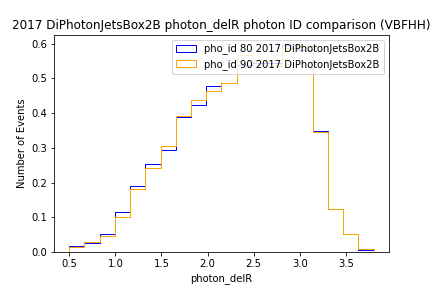 2017 DiPhotonJetsBox2B photon_delR photon ID comparison (VBFHH)
pho_id 80 2017 DiPhotonJetsBox2B
pho_id 90 2017 DiPhotonJetsBox2B
Number of Events
0.6
0.5
0.4
0.3
0.2
0.1
0.0
0.5 1.0 1.5 2.0 2.5 3.0 3.5
photon_delR